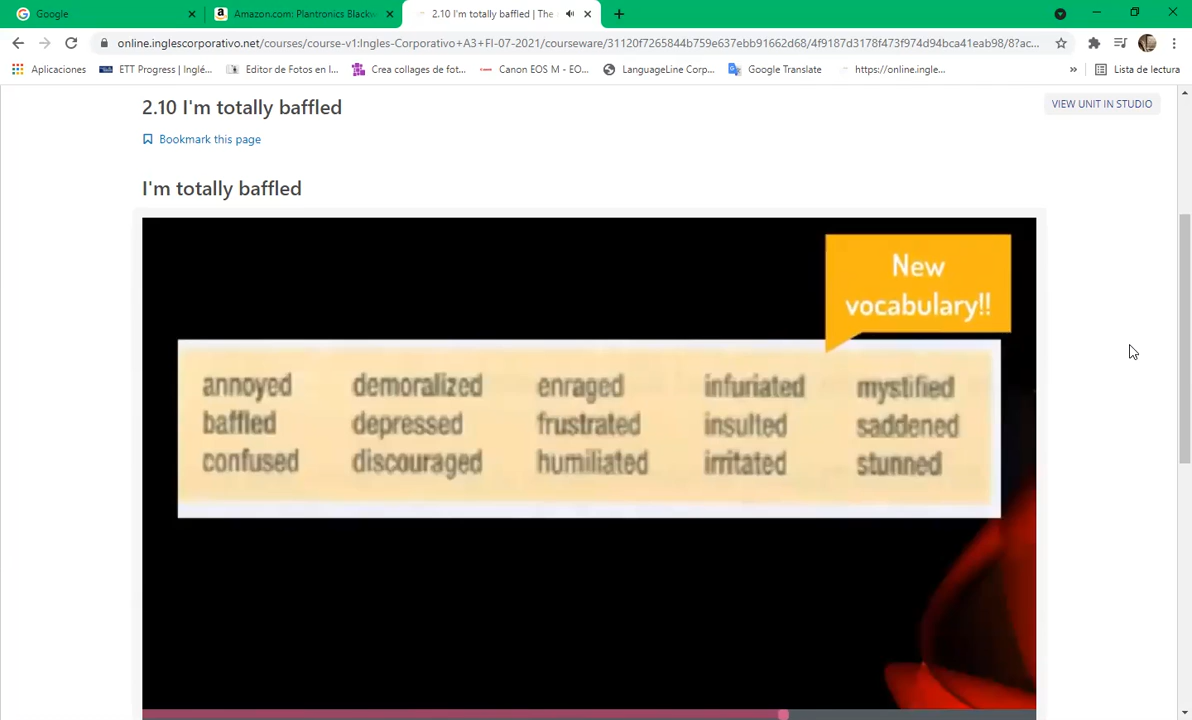 Google
Amazon.com: Plantronics Blackw
2.10 I'm totally baffled | The
online.inglescorporativo.net/courses/course-v1:Ingles-Corporativo+A3+FI-07-2021/courseware/31120f7265844b759e637ebb91662d68/4f9187d3178f473f974d94bca41eab98/8?ac...
Aplicaciones ETT Progress | Inglé... Editor de Fotos en l... Crea collages de fot... Canon EOS M - EO... LanguageLine Corp... Google Translate https://online.ingle... » Lista de lectura
2.10 I'm totally baffled
VIEW UNIT IN STUDIO
Bookmark this page
I'm totally baffled
New
vocabulary!!
annoyed demoralized enraged infuriated mystified
baffled depressed frustrated insulted saddened
confused discouraged humiliated irritated stunned